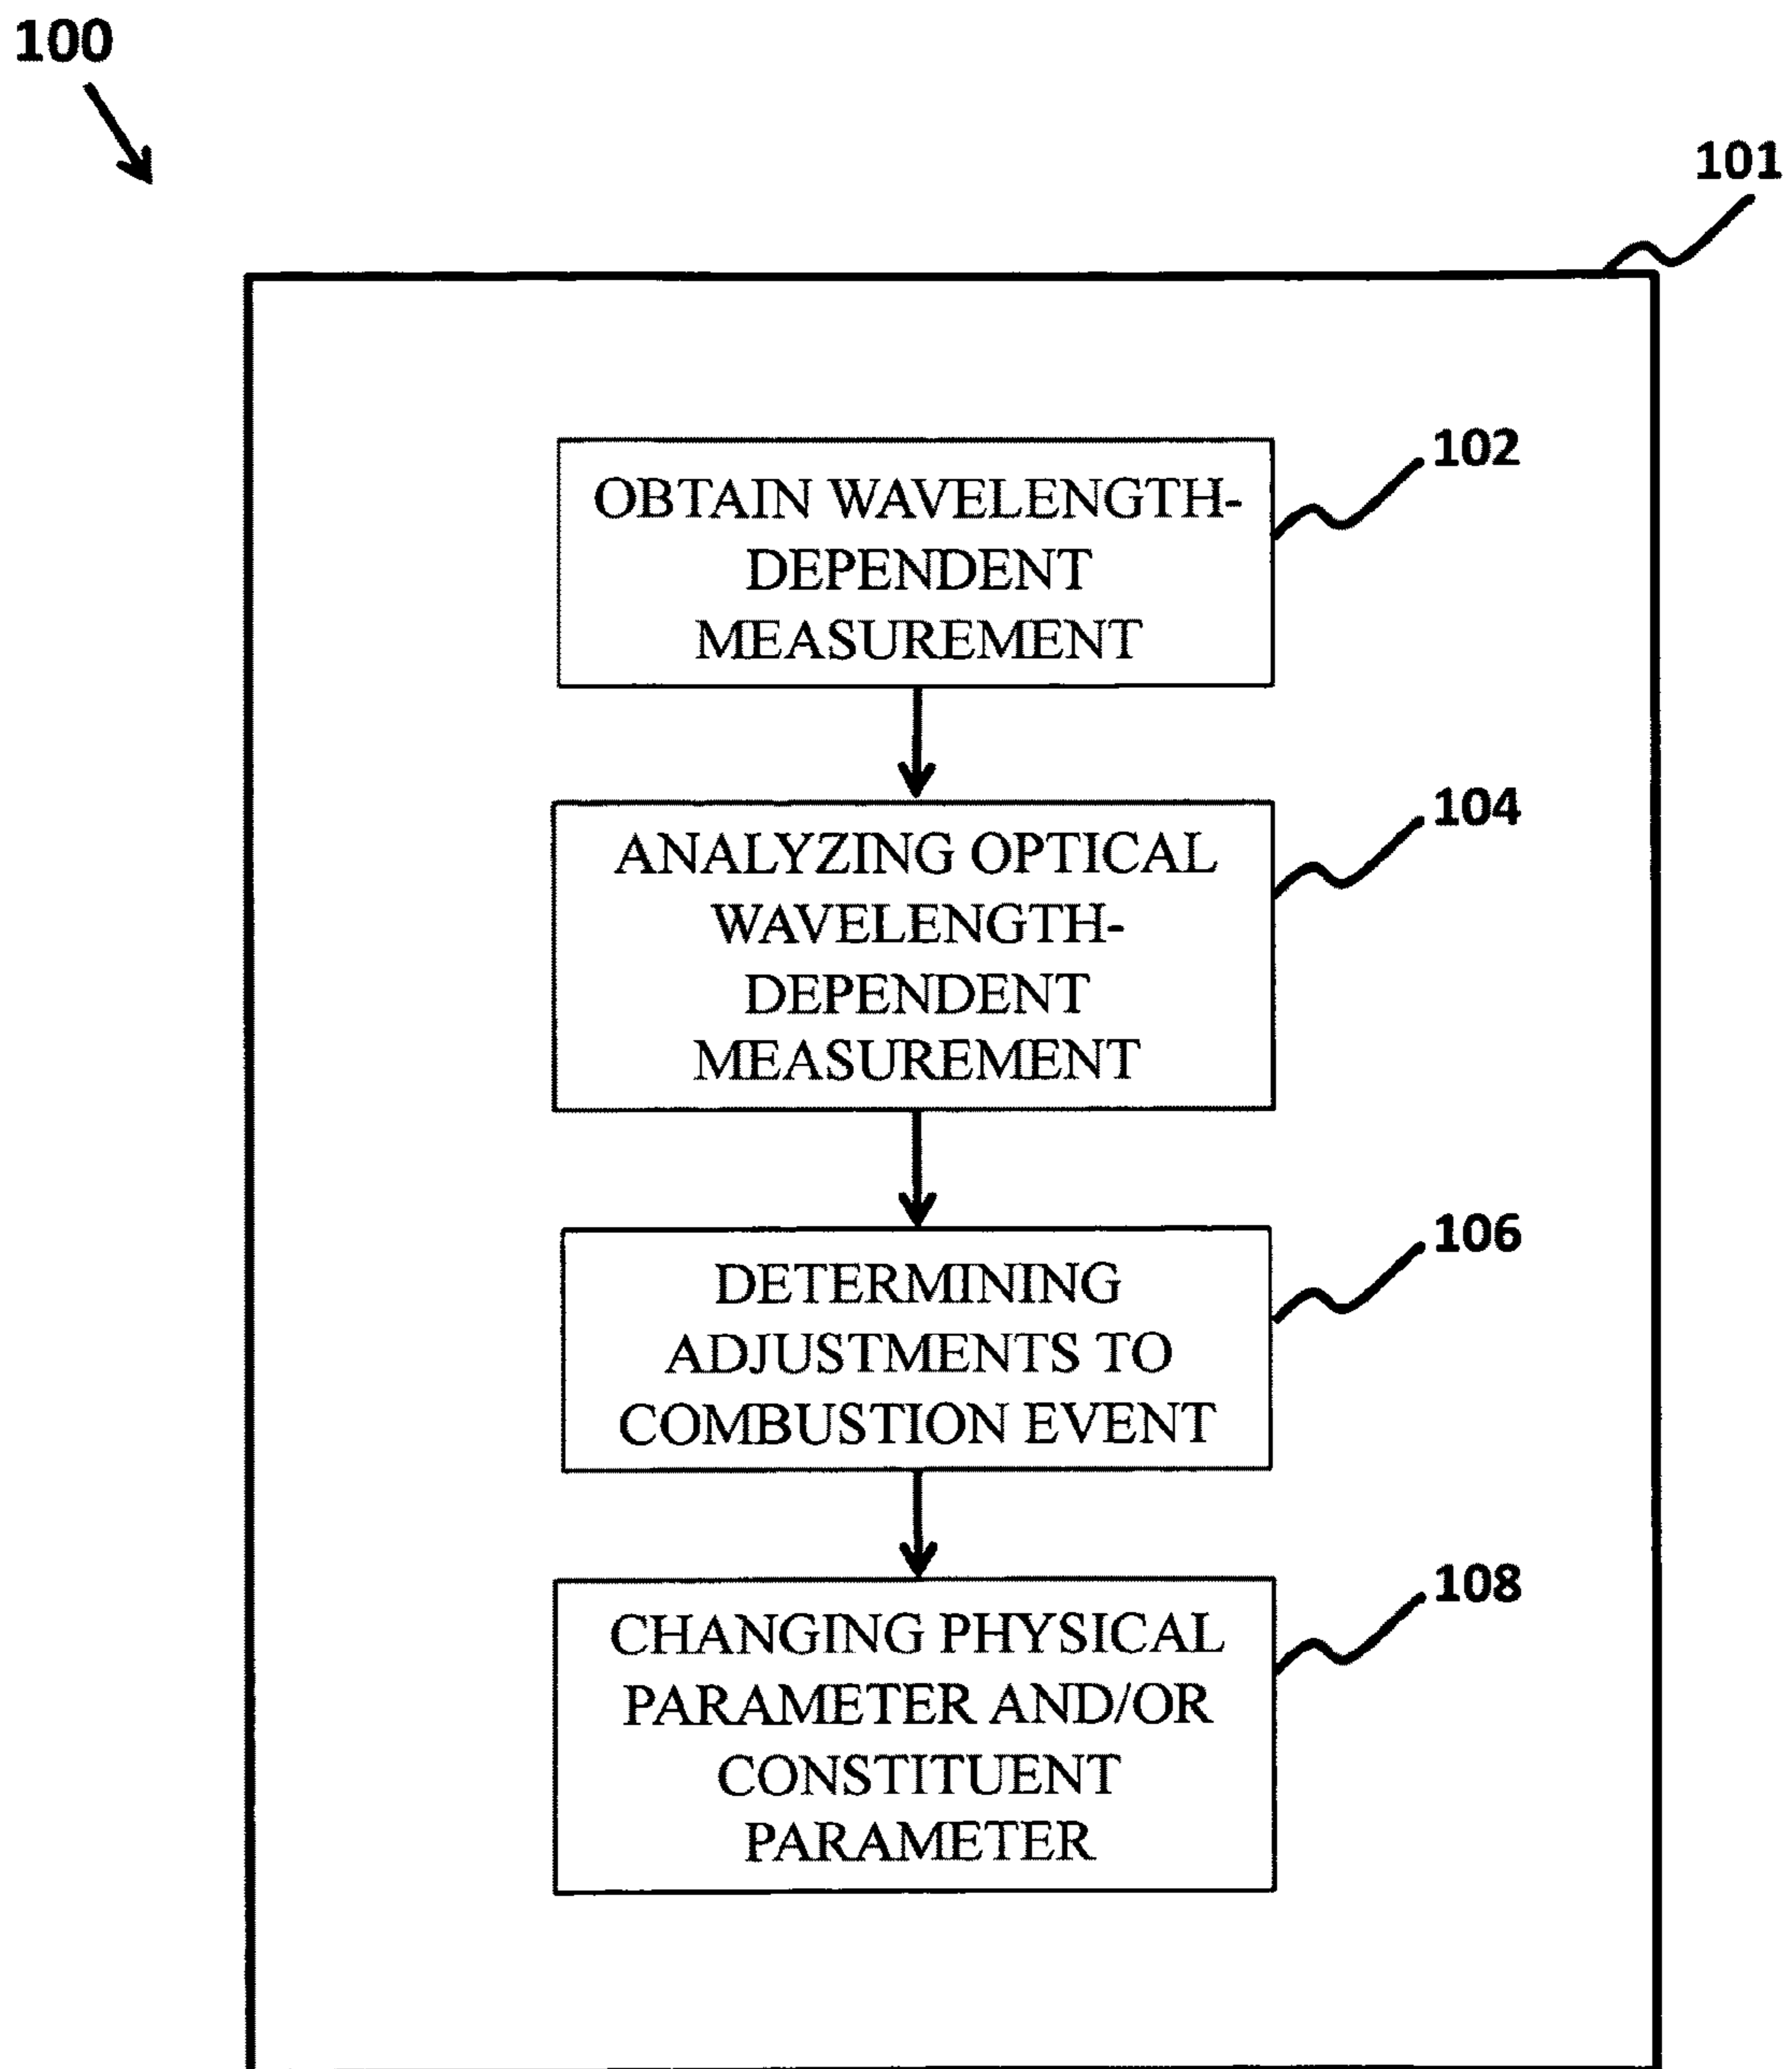 100
101
OBTAIN WAVELENGTH-
DEPENDENT
MEASUREMENT
102
ANALYZING OPTICAL
WAVELENGTH-
DEPENDENT
MEASUREMENT
104
DETERMINING
ADJUSTMENTS TO
COMBUSTION EVENT
106
CHANGING PHYSICAL
PARAMETER AND/OR
CONSTITUENT
PARAMETER
108